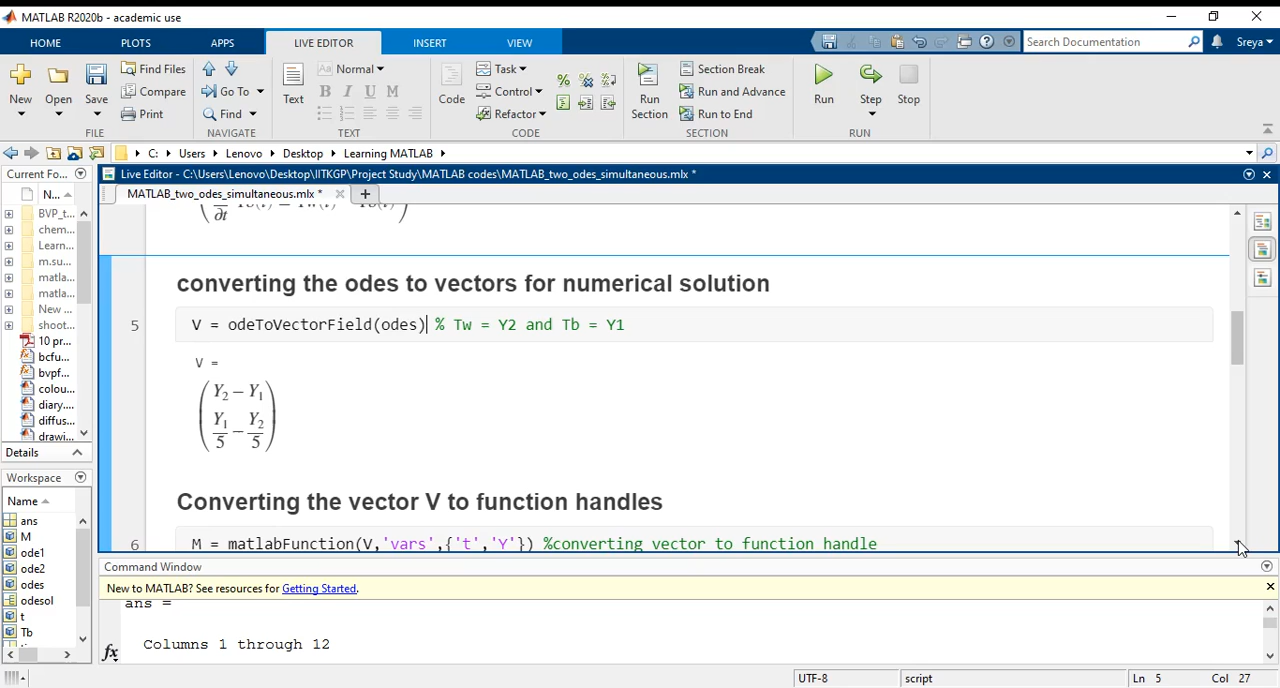 MATLAB R2020b - academic use
HOME PLOTS APPS LIVE EDITOR INSERT VIEW Search Documentation Sreya
New Open Save Find Files Compare Print FILE
Go To Find NAVIGATE
Text Aa Normal B I U M TEXT
Code Task Control Refactor CODE
Run Section Section Break Run and Advance Run to End SECTION
Run Step Stop RUN
C: Users Lenovo Desktop Learning MATLAB
Current Fo...
Live Editor - C:\Users\Lenovo\Desktop\IITKGP\Project Study\MATLAB codes\MATLAB_two_odes_simultaneous.mlx *
MATLAB_two_odes_simultaneous.mlx *
N...
BVP_t...
chem...
Learn...
m.su...
matla...
matla...
New ...
shoot...
10 pr...
bcfu...
bvpf...
colou...
diary....
diffus...
drawi...
Details
Workspace
Name
ans
M
ode1
ode2
odes
odesol
t
Tb
∂t
converting the odes to vectors for numerical solution
5 V = odeToVectorField(odes) % Tw = Y2 and Tb = Y1
V =
Y2 − Y1
Y1/5 − Y2/5
Converting the vector V to function handles
6 M = matlabFunction(V,'vars',{'t','Y'}) %converting vector to function handle
Command Window
New to MATLAB? See resources for Getting Started.
ans =
Columns 1 through 12
fx
UTF-8 script Ln 5 Col 27